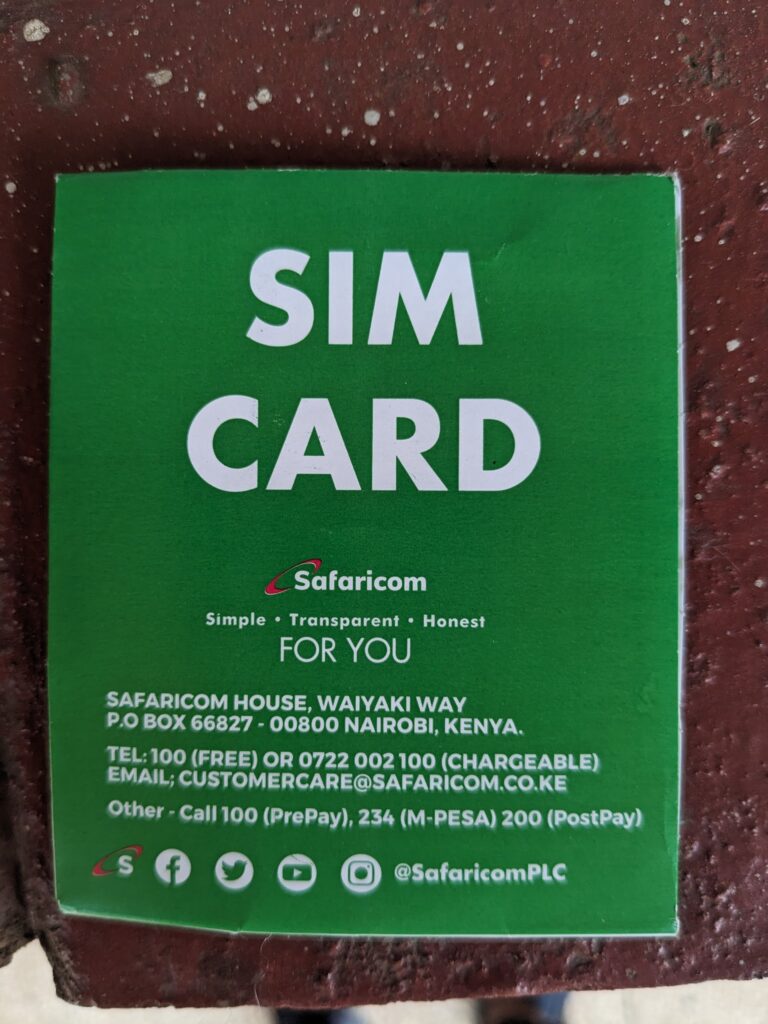 SIM
CARD
Safaricom
Simple • Transparent • Honest
FOR YOU
SAFARICOM HOUSE, WAIYAKI WAY
P.O BOX 66827 - 00800 NAIROBI, KENYA.
TEL: 100 (FREE) OR 0722 002 100 (CHARGEABLE)
EMAIL; CUSTOMERCARE@SAFARICOM.CO.KE
Other - Call 100 (PrePay), 234 (M-PESA) 200 (PostPay)
S @SafaricomPLC